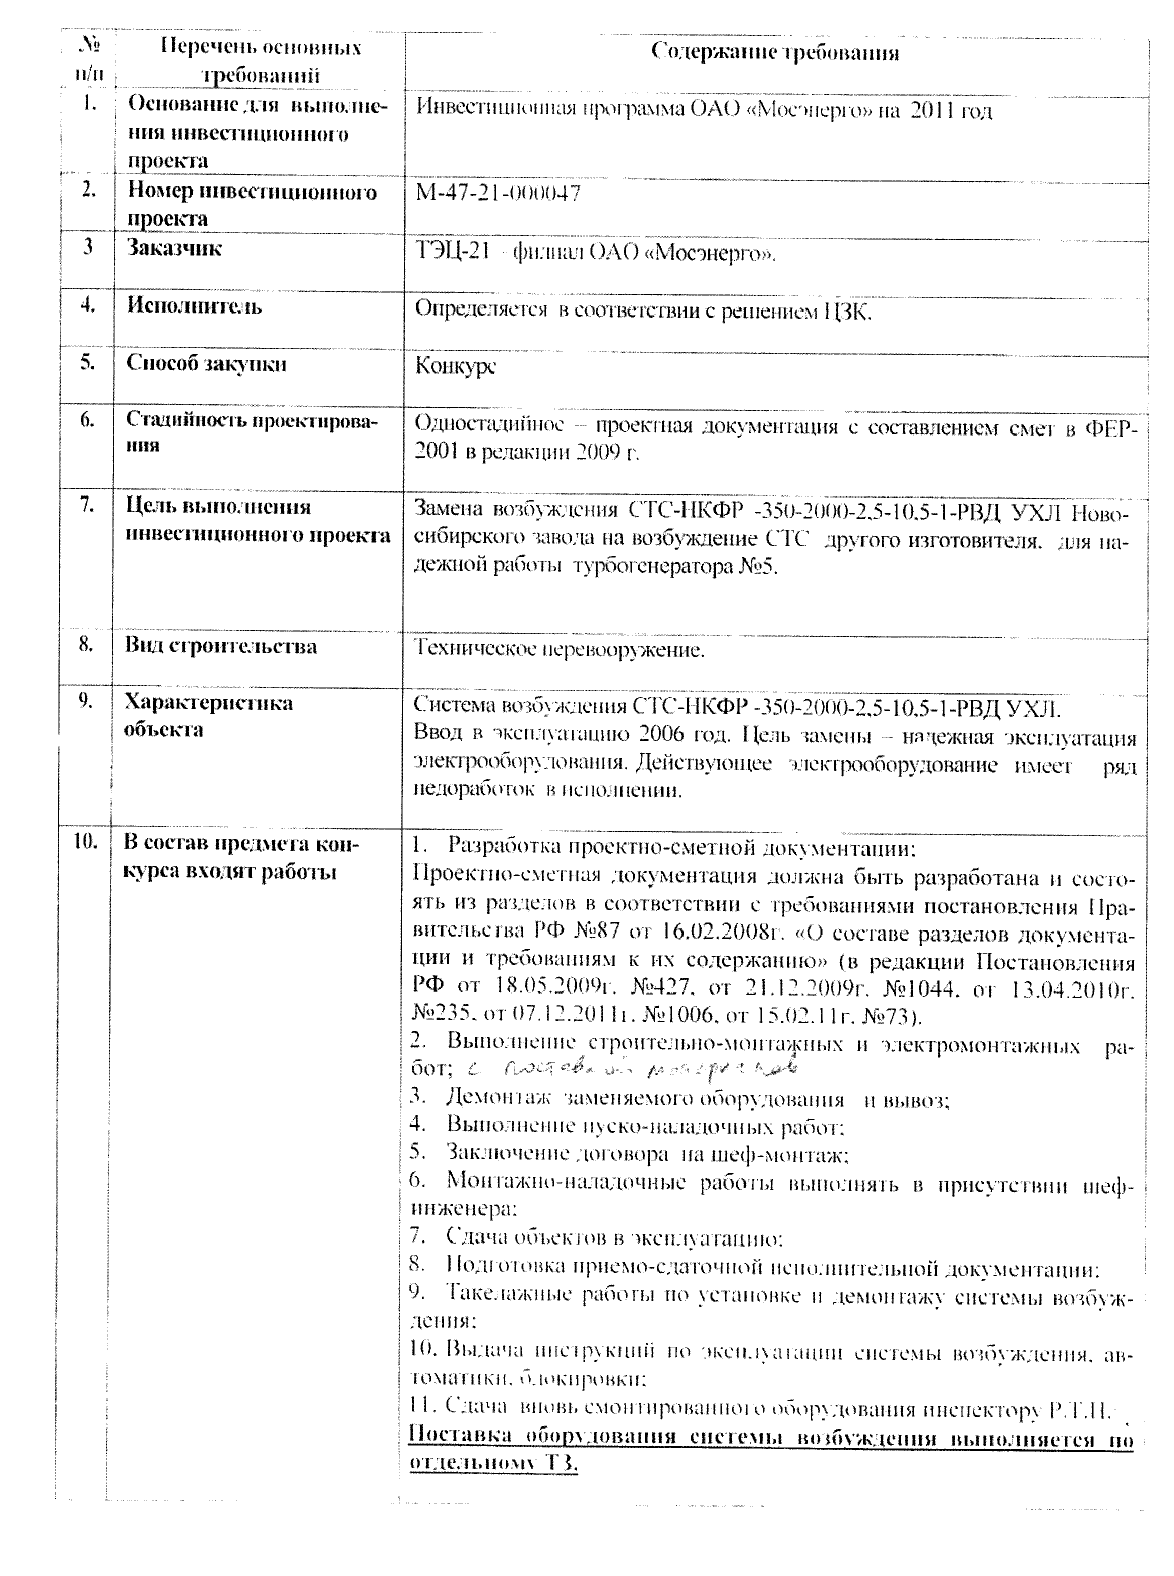 № Перечень основных Содержание требования
п/п требований
1. Основание для выполне- Инвестиционная программа ОАО «Мосэнерго» на 2011 год
ния инвестиционного
проекта
2. Номер инвестиционного М-47-21-000047
проекта
3 Заказчик ТЭЦ-21 - филиал ОАО «Мосэнерго».
4. Исполнитель Определяется в соответствии с решением ЦЗК.
5. Способ закупки Конкурс
6. Стадийность проектирова- Одностадийное – проектная документация с составлением смет в ФЕР-
ния 2001 в редакции 2009 г.
7. Цель выполнения Замена возбуждения СТС-НКФР -350-2000-2,5-10,5-1-РВД УХЛ Ново-
инвестиционного проекта сибирского завода на возбуждение СТС другого изготовителя, для на-
дежной работы турбогенератора №5.
8. Вид строительства Техническое перевооружение.
9. Характеристика Система возбуждения СТС-НКФР -350-2000-2,5-10,5-1-РВД УХЛ.
объекта Ввод в эксплуатацию 2006 год. Цель замены – надежная эксплуатация
электрооборудования. Действующее электрооборудование имеет ряд
недоработок в исполнении.
10. В состав предмета кон- 1. Разработка проектно-сметной документации:
курса входят работы Проектно-сметная документация должна быть разработана и состо-
ять из разделов в соответствии с требованиями постановления Пра-
вительства РФ №87 от 16.02.2008г. «О составе разделов документа-
ции и требованиям к их содержанию» (в редакции Постановления
РФ от 18.05.2009г. №427, от 21.12.2009г. №1044, от 13.04.2010г.
№235, от 07.12.2011г. №1006, от 15.02.11г. №73).
2. Выполнение строительно-монтажных и электромонтажных ра-
бот; с поставкой материалов
3. Демонтаж заменяемого оборудования и вывоз;
4. Выполнение пуско-наладочных работ;
5. Заключение договора на шеф-монтаж;
6. Монтажно-наладочные работы выполнять в присутствии шеф-
инженера;
7. Сдача объектов в эксплуатацию;
8. Подготовка приемо-сдаточной исполнительной документации;
9. Такелажные работы по установке и демонтажу системы возбуж-
дения;
10. Выдача инструкций по эксплуатации системы возбуждения, ав-
томатики, блокировки;
11. Сдача вновь смонтированного оборудования инспектору Р.Т.Н.
Поставка оборудования системы возбуждения выполняется по
отдельному ТЗ.